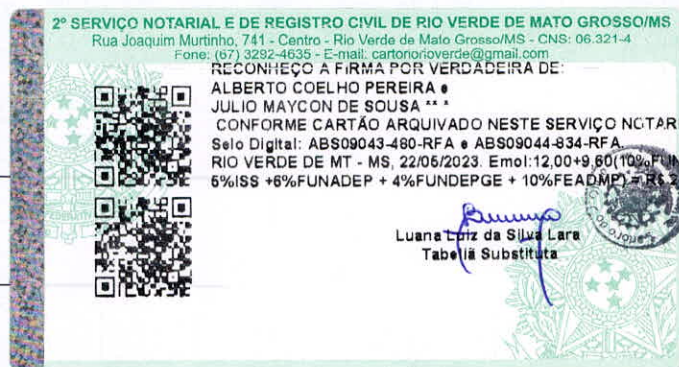 2º SERVIÇO NOTARIAL E DE REGISTRO CIVIL DE RIO VERDE DE MATO GROSSO/MS
Rua Joaquim Murtinho, 741 - Centro - Rio Verde de Mato Grosso/MS - CNS: 06.321-4
Fone: (67) 3292-4635 - E-mail: cartoriorioverde@gmail.com
RECONHEÇO A FIRMA POR VERDADEIRA DE:
ALBERTO COELHO PEREIRA e
JULIO MAYCON DE SOUSA ** *
CONFORME CARTÃO ARQUIVADO NESTE SERVIÇO NOTAR
Selo Digital: ABS09043-480-RFA e ABS09044-834-RFA.
RIO VERDE DE MT - MS, 22/05/2023. Emol:12,00+9,60(10%FUN
5%ISS +6%FUNADEP + 4%FUNDEPGE + 10%FEADMP) = R$ 2
Luana Luiz da Silva Lara
Tabeliã Substituta